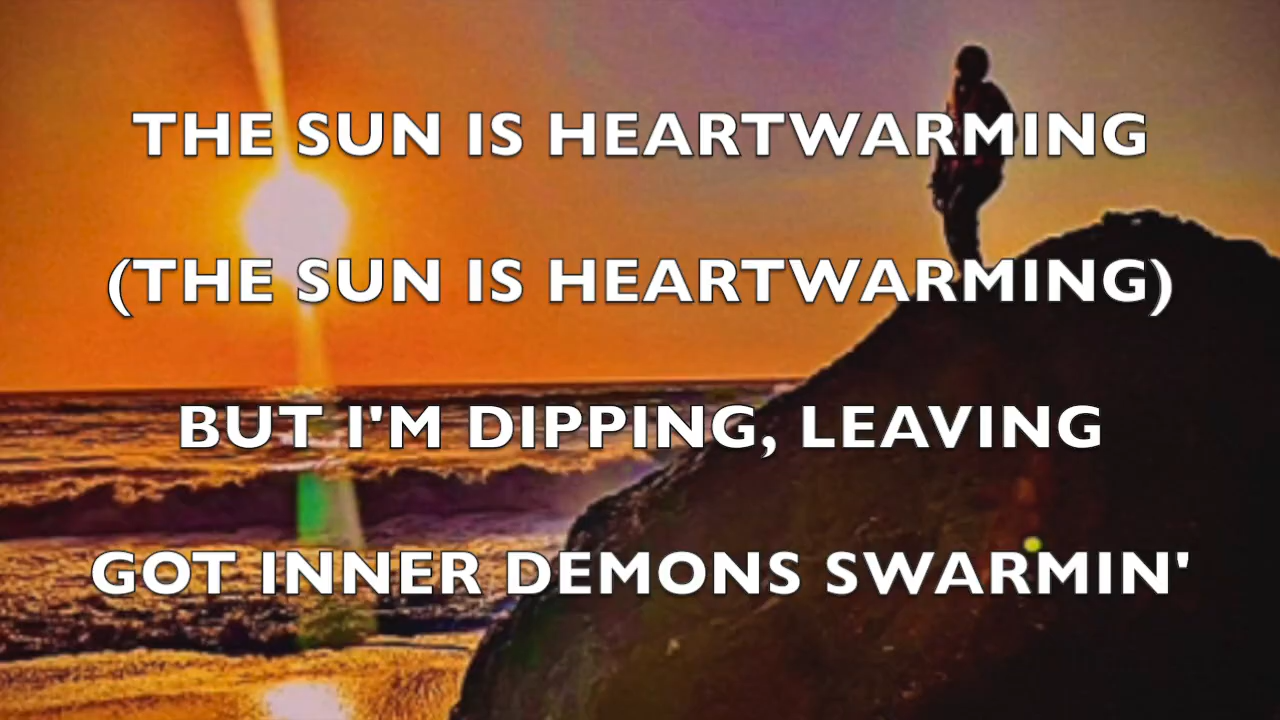 THE SUN IS HEARTWARMING
(THE SUN IS HEARTWARMING)
BUT I'M DIPPING, LEAVING
GOT INNER DEMONS SWARMIN'